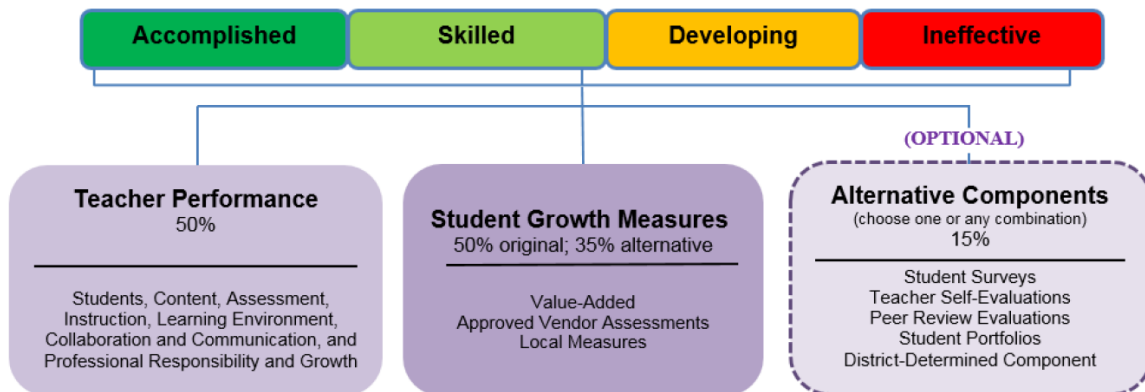 Accomplished
Skilled
Developing
Ineffective
(OPTIONAL)
Teacher Performance
50%
Students, Content, Assessment,
Instruction, Learning Environment,
Collaboration and Communication, and
Professional Responsibility and Growth
Student Growth Measures
50% original; 35% alternative
Value-Added
Approved Vendor Assessments
Local Measures
Alternative Components
(choose one or any combination)
15%
Student Surveys
Teacher Self-Evaluations
Peer Review Evaluations
Student Portfolios
District-Determined Component